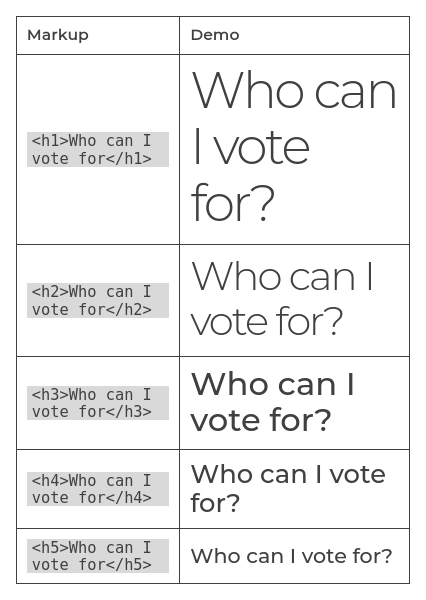 Markup Demo
<h1>Who can I
vote for</h1>
Who can
I vote
for?
<h2>Who can I
vote for</h2>
Who can I
vote for?
<h3>Who can I
vote for</h3>
Who can I
vote for?
<h4>Who can I
vote for</h4>
Who can I vote
for?
<h5>Who can I
vote for</h5>
Who can I vote for?